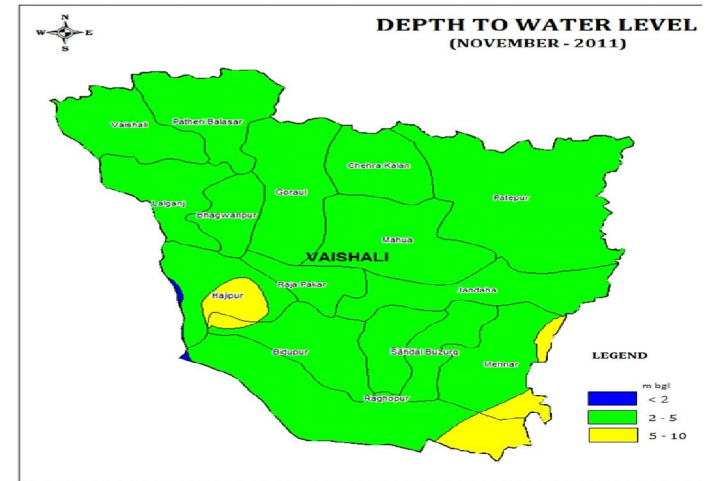 N
W E
S
DEPTH TO WATER LEVEL
(NOVEMBER - 2011)
Vaishali
Patheri Balasar
Chehra Kalan
Goraul
Patepur
Lalganj
Bhagwanpur
Mahua
VAISHALI
Raja Pakar
Jandaha
Hajipur
Bidupur
Sahdai Buzurg
Mehnar
LEGEND
m bgl
< 2
Raghopur
2 - 5
5 - 10